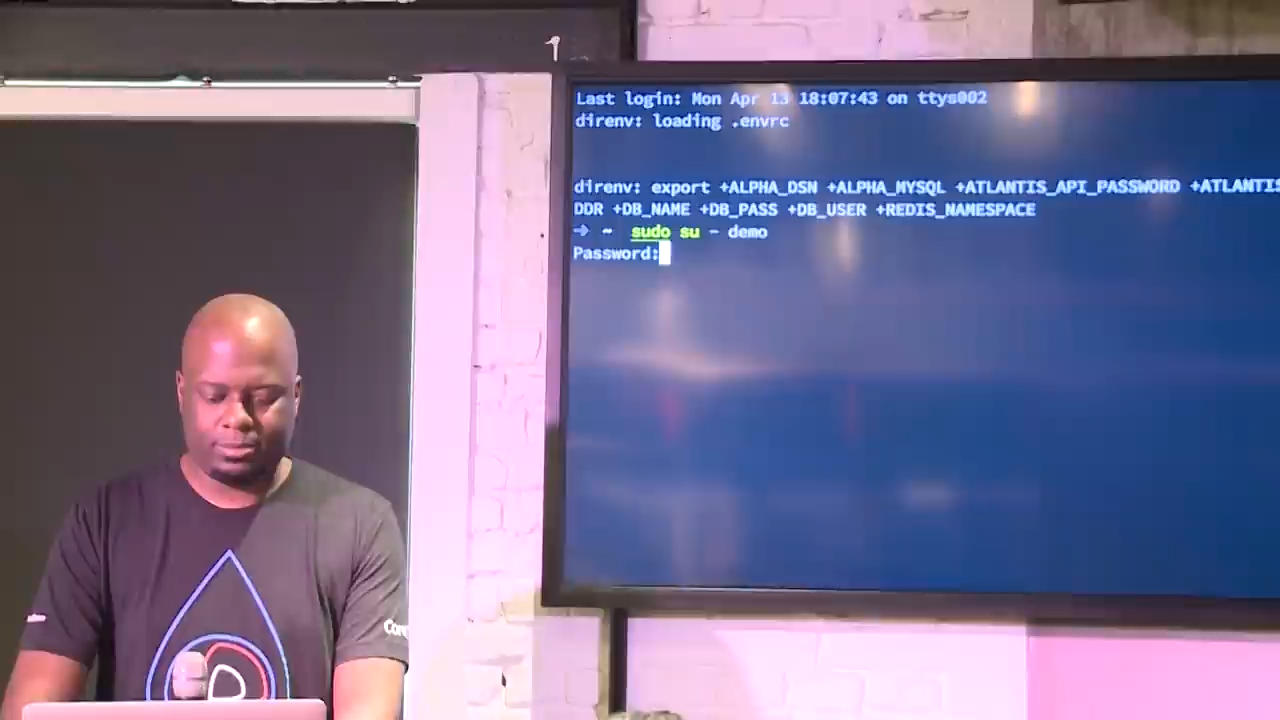 Last login: Mon Apr 13 18:07:43 on ttys002
direnv: loading .envrc
direnv: export +ALPHA_DSN +ALPHA_MYSQL +ATLANTIS_API_PASSWORD +ATLANTIS
DDR +DB_NAME +DB_PASS +DB_USER +REDIS_NAMESPACE
→ ~ sudo su - demo
Password:
Core